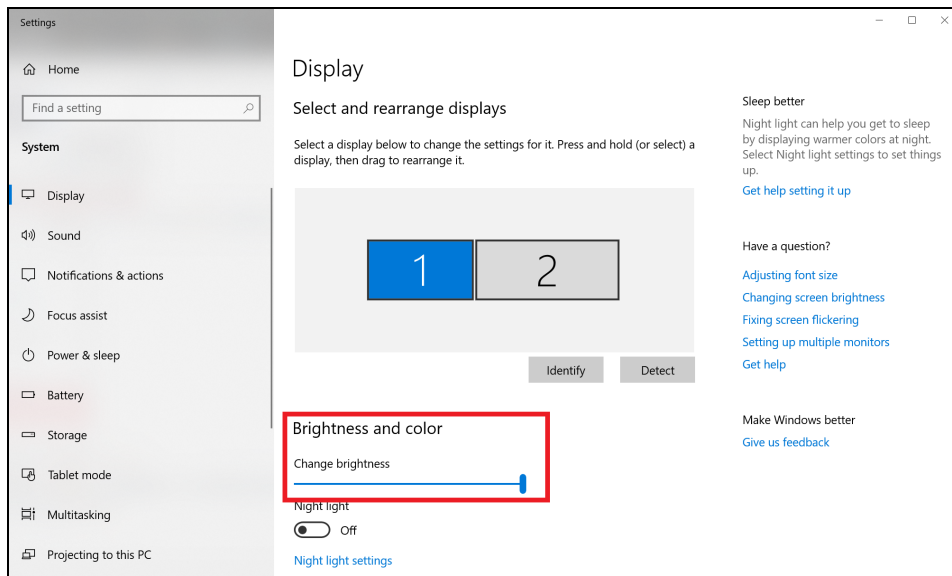 Settings
Home
Find a setting
System
Display
Sound
Notifications & actions
Focus assist
Power & sleep
Battery
Storage
Tablet mode
Multitasking
Projecting to this PC
Display
Select and rearrange displays
Select a display below to change the settings for it. Press and hold (or select) a
display, then drag to rearrange it.
1
2
Identify
Detect
Brightness and color
Change brightness
Night light
Off
Night light settings
Sleep better
Night light can help you get to sleep
by displaying warmer colors at night.
Select Night light settings to set things
up.
Get help setting it up
Have a question?
Adjusting font size
Changing screen brightness
Fixing screen flickering
Setting up multiple monitors
Get help
Make Windows better
Give us feedback